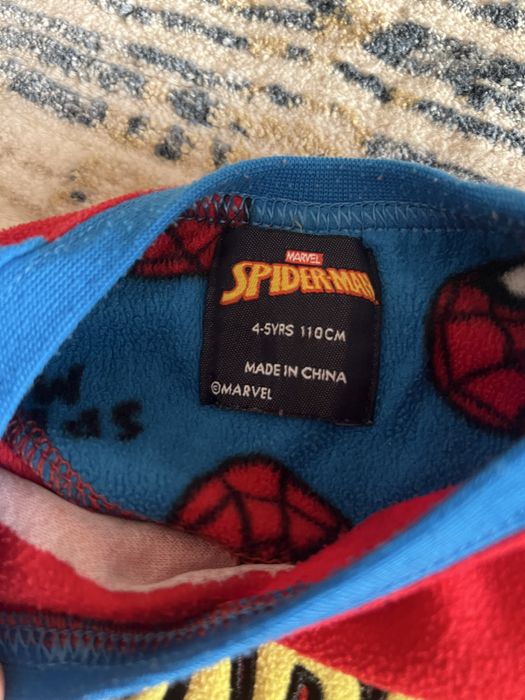 MARVEL
SPIDER-MAN
4-5YRS 110CM
MADE IN CHINA
©MARVEL